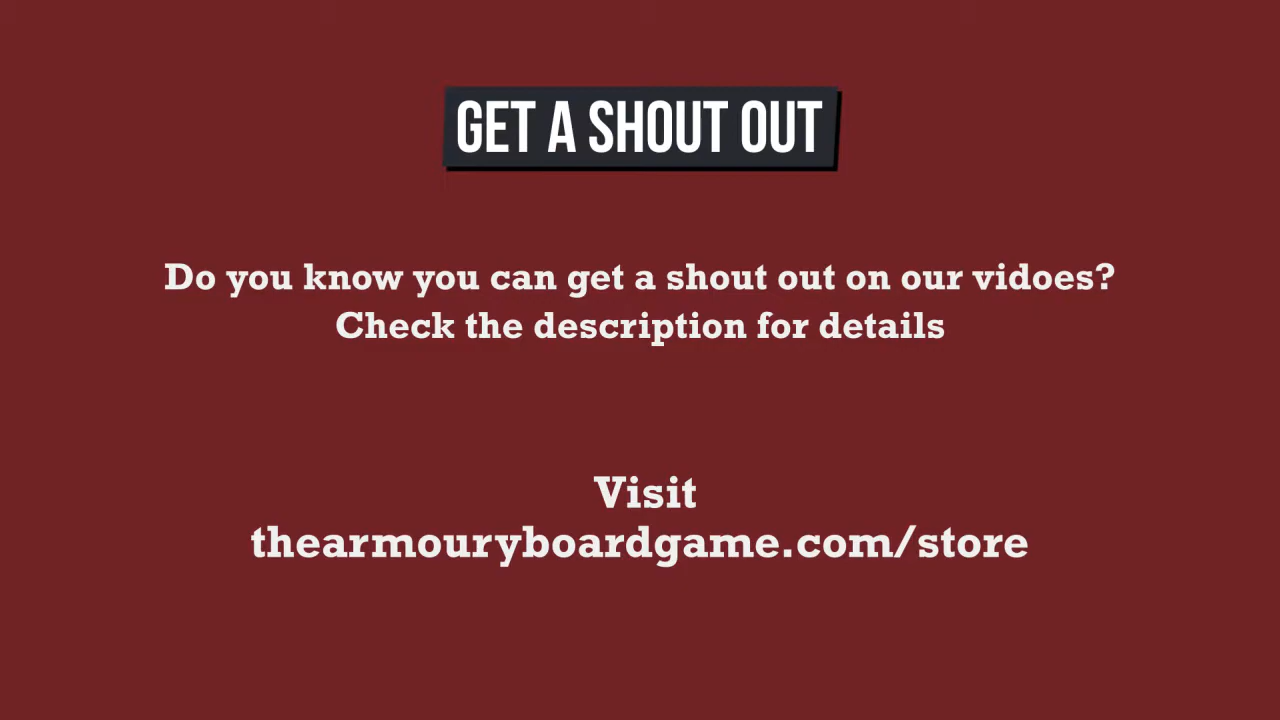 GET A SHOUT OUT
Do you know you can get a shout out on our vidoes?
Check the description for details
Visit
thearmouryboardgame.com/store